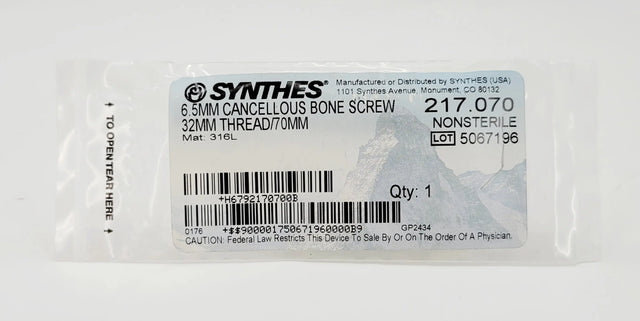 TO OPEN TEAR HERE
SYNTHES®
Manufactured or Distributed by SYNTHES (USA)
1101 Synthes Avenue, Monument, CO 80132
6.5MM CANCELLOUS BONE SCREW
32MM THREAD/70MM
Mat. 316L
217.070
NONSTERILE
LOT 5067196
Qty: 1
+H6792170700B
0176 +$$90000175067196000​0B9 GP2434
CAUTION: Federal Law Restricts This Device To Sale By Or On The Order Of A Physician.